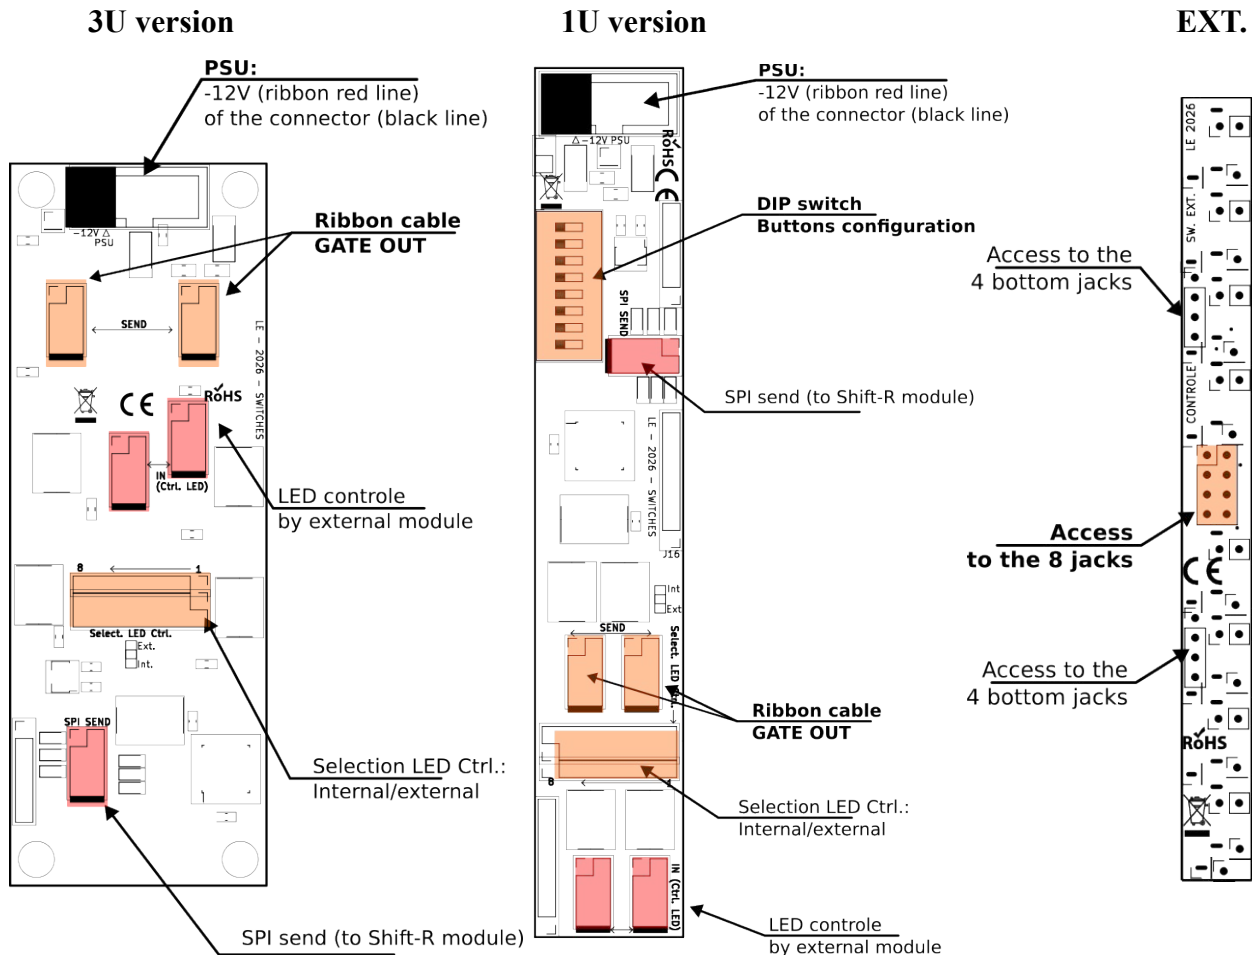 3U version
1U version
EXT.
PSU:
-12V (ribbon red line)
of the connector (black line)
-12V
PSU
Ribbon cable
GATE OUT
SEND
LE - 2026 - SWITCHES
CE
RoHS
IN
(Ctrl. LED)
LED controle
by external module
8
1
Select. LED Ctrl.
Ext.
Int.
SPI SEND
Selection LED Ctrl.:
Internal/external
SPI send (to Shift-R module)
PSU:
-12V (ribbon red line)
of the connector (black line)
-12V PSU
RoHS
CE
DIP switch
Buttons configuration
SPI SEND
SPI send (to Shift-R module)
LE - 2026 - SWITCHES
J16
Int
Ext
SEND
Select. LED Ctrl.
Ribbon cable
GATE OUT
8
1
Selection LED Ctrl.:
Internal/external
IN (Ctrl. LED)
LED controle
by external module
LE 2026
SW. EXT.
Access to the
4 bottom jacks
CONTROLE
Access
to the 8 jacks
CE
Access to the
4 bottom jacks
RoHS